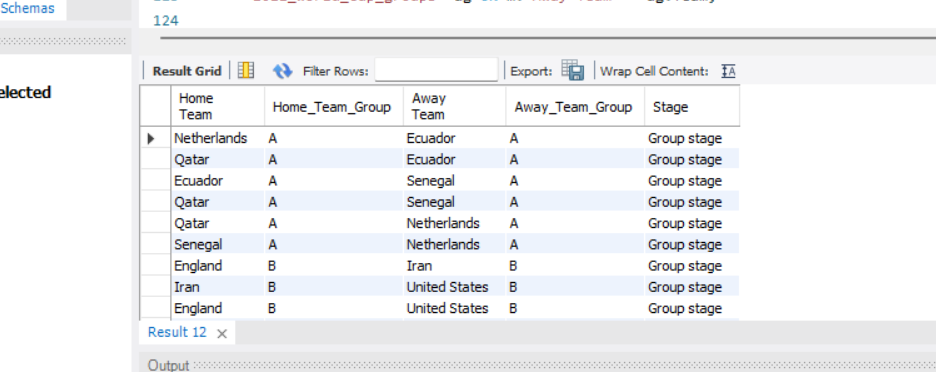 Schemas
124
elected
Result Grid Filter Rows: Export: Wrap Cell Content: IA
Home Team Home_Team_Group Away Team Away_Team_Group Stage
Netherlands A Ecuador A Group stage
Qatar A Ecuador A Group stage
Ecuador A Senegal A Group stage
Qatar A Senegal A Group stage
Qatar A Netherlands A Group stage
Senegal A Netherlands A Group stage
England B Iran B Group stage
Iran B United States B Group stage
England B United States B Group stage
Result 12 ×
Output